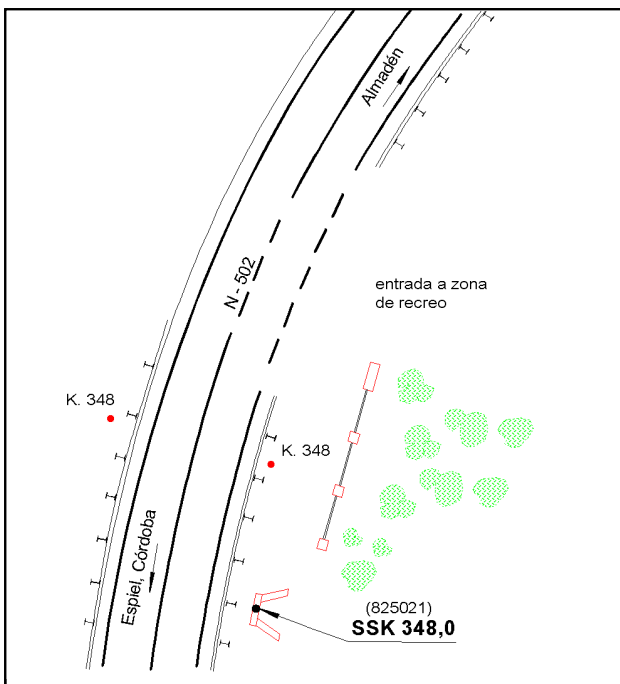 Almadén
N - 502
entrada a zona
de recreo
K. 348
K. 348
Espiel, Córdoba
(825021)
SSK 348,0